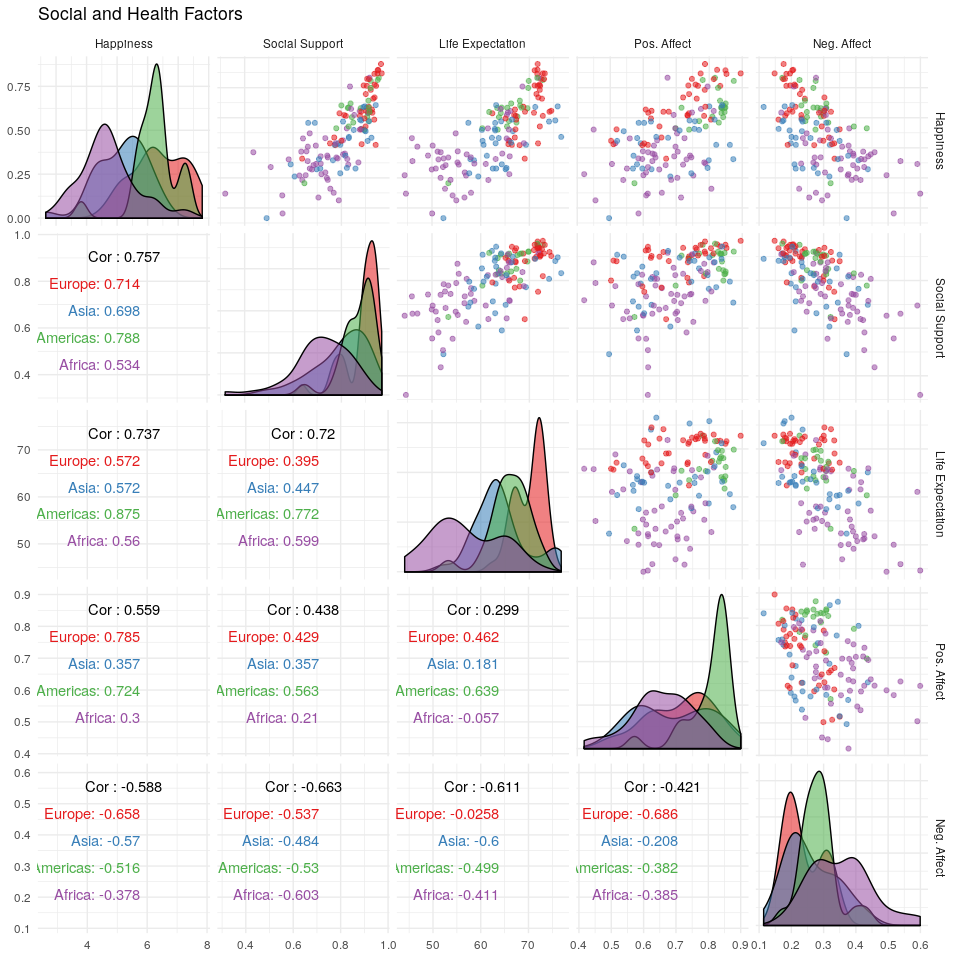 Social and Health Factors
Happiness Social Support Life Expectation Pos. Affect Neg. Affect
0.75
0.50
0.25
0.00
Happiness
1.0
0.8
0.6
0.4
Cor : 0.757
Europe: 0.714
Asia: 0.698
Americas: 0.788
Africa: 0.534
Social Support
70
60
50
Cor : 0.737
Europe: 0.572
Asia: 0.572
Americas: 0.875
Africa: 0.56
Cor : 0.72
Europe: 0.395
Asia: 0.447
Americas: 0.772
Africa: 0.599
Life Expectation
0.9
0.8
0.7
0.6
0.5
0.4
Cor : 0.559
Europe: 0.785
Asia: 0.357
Americas: 0.724
Africa: 0.3
Cor : 0.438
Europe: 0.429
Asia: 0.357
Americas: 0.563
Africa: 0.21
Cor : 0.299
Europe: 0.462
Asia: 0.181
Americas: 0.639
Africa: -0.057
Pos. Affect
0.6
0.5
0.4
0.3
0.2
0.1
Cor : -0.588
Europe: -0.658
Asia: -0.57
Americas: -0.516
Africa: -0.378
Cor : -0.663
Europe: -0.537
Asia: -0.484
Americas: -0.53
Africa: -0.603
Cor : -0.611
Europe: -0.0258
Asia: -0.6
Americas: -0.499
Africa: -0.411
Cor : -0.421
Europe: -0.686
Asia: -0.208
Americas: -0.382
Africa: -0.385
Neg. Affect
4 6 8 0.4 0.6 0.8 1.0 50 60 70 0.4 0.5 0.6 0.7 0.8 0.9 0.1 0.2 0.3 0.4 0.5 0.6